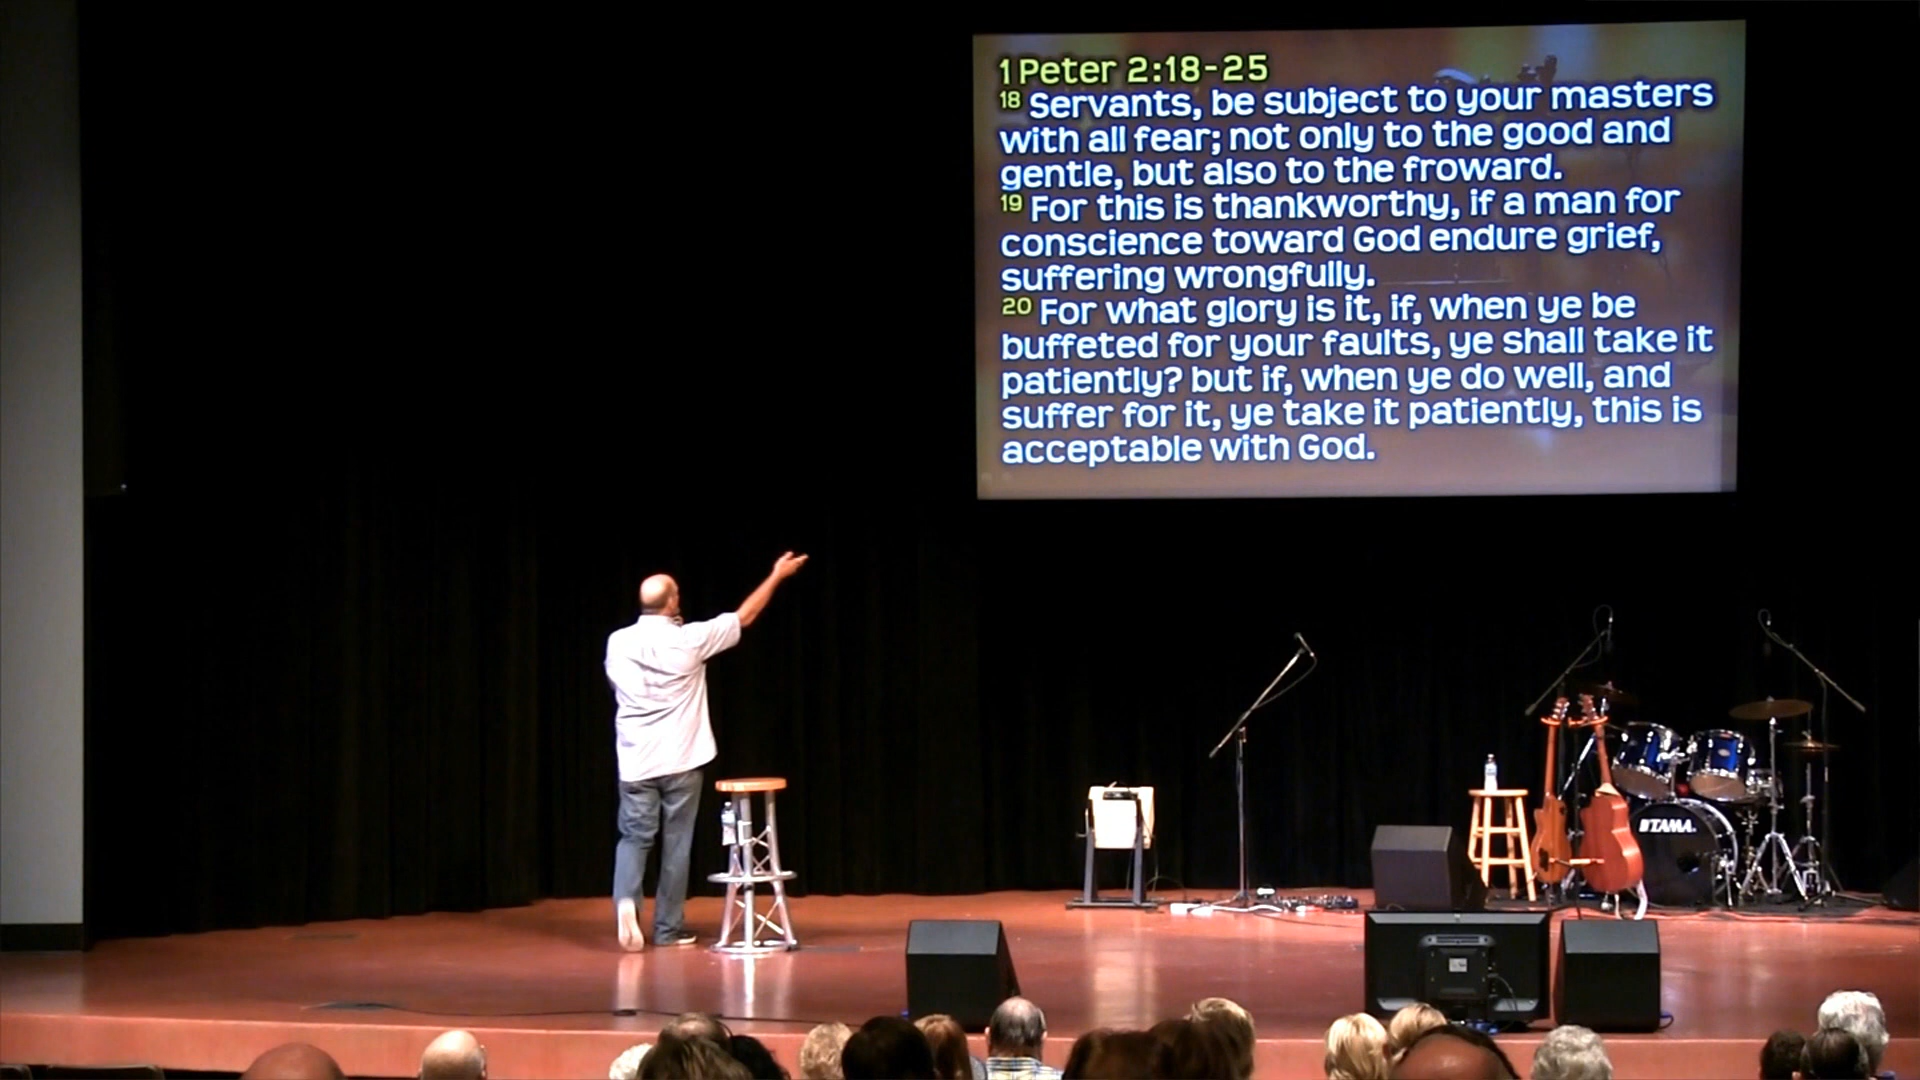 1 Peter 2:18-25
18 Servants, be subject to your masters
with all fear; not only to the good and
gentle, but also to the froward.
19 For this is thankworthy, if a man for
conscience toward God endure grief,
suffering wrongfully.
20 For what glory is it, if, when ye be
buffeted for your faults, ye shall take it
patiently? but if, when ye do well, and
suffer for it, ye take it patiently, this is
acceptable with God.
TAMA.